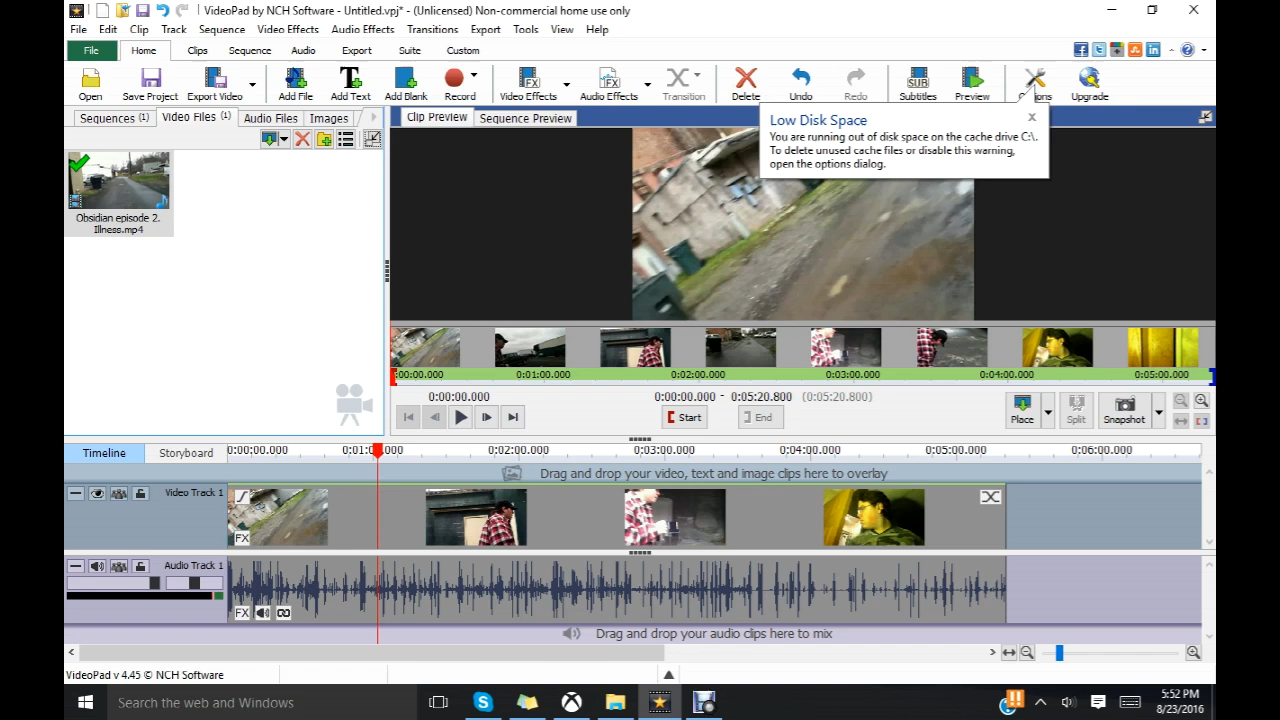 VideoPad by NCH Software - Untitled.vpj* - (Unlicensed) Non-commercial home use only
File Edit Clip Track Sequence Video Effects Audio Effects Transitions Export Tools View Help
File Home Clips Sequence Audio Export Suite Custom
Open Save Project Export Video Add File Add Text Add Blank Record Video Effects Audio Effects Transition Delete Undo Redo Subtitles Preview Upgrade
Sequences (1) Video Files (1) Audio Files Images
Clip Preview Sequence Preview
Low Disk Space
You are running out of disk space on the cache drive C:\.
To delete unused cache files or disable this warning,
open the options dialog.
Obsidian episode 2.
Illness.mp4
:00:00.000 0:01:00.000 0:02:00.000 0:03:00.000 0:04:00.000 0:05:00.000
0:00:00.000 0:00:00.000 - 0:05:20.800 (0:05:20.800)
Start End Place Split Snapshot
Timeline Storyboard 0:00:00.000 0:01:00.000 0:02:00.000 0:03:00.000 0:04:00.000 0:05:00.000 0:06:00.000
Drag and drop your video, text and image clips here to overlay
Video Track 1
FX
Audio Track 1
FX
Drag and drop your audio clips here to mix
VideoPad v 4.45 © NCH Software
Search the web and Windows
5:52 PM
8/23/2016